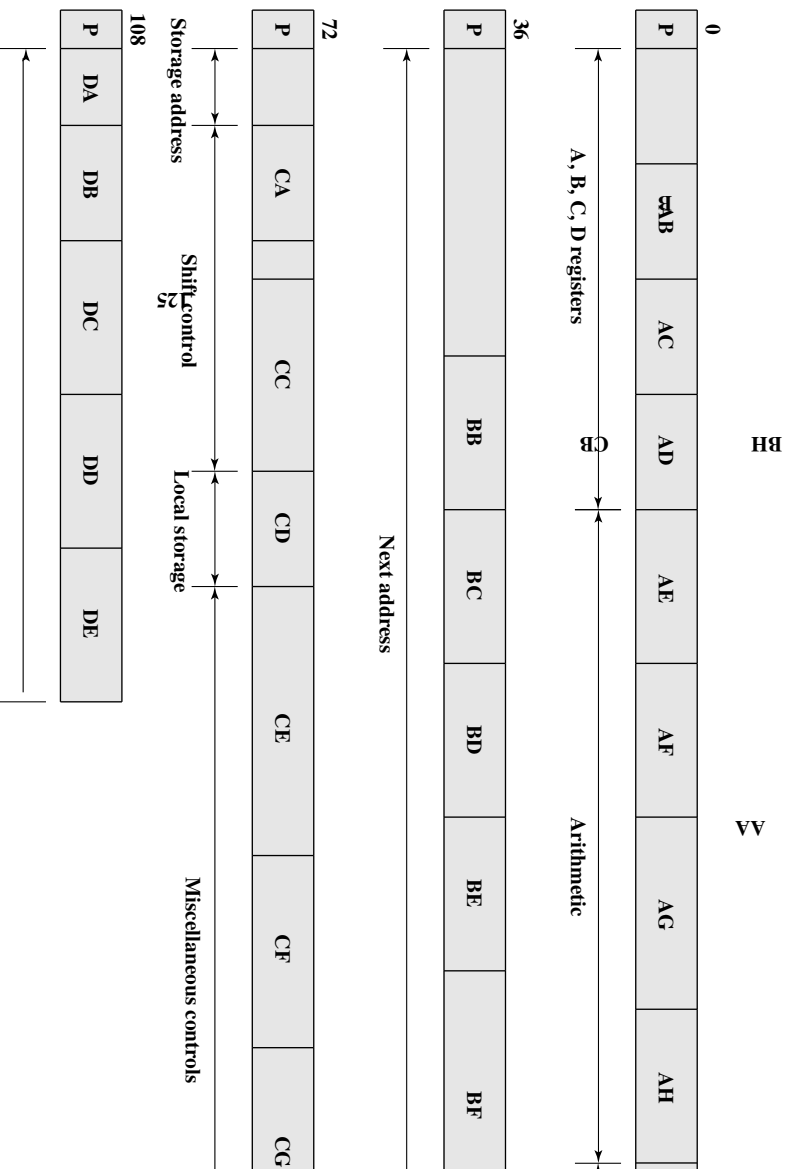 BH
AA
0
P AB AC AD AE AF AG AH
A, B, C, D registers
Arithmetic
CB
36
P BB BC BD BE BF
Next address
72
P CA CC CD CE CF CG
Storage address
Shift control
Local storage
Miscellaneous controls
125
108
P DA DB DC DD DE